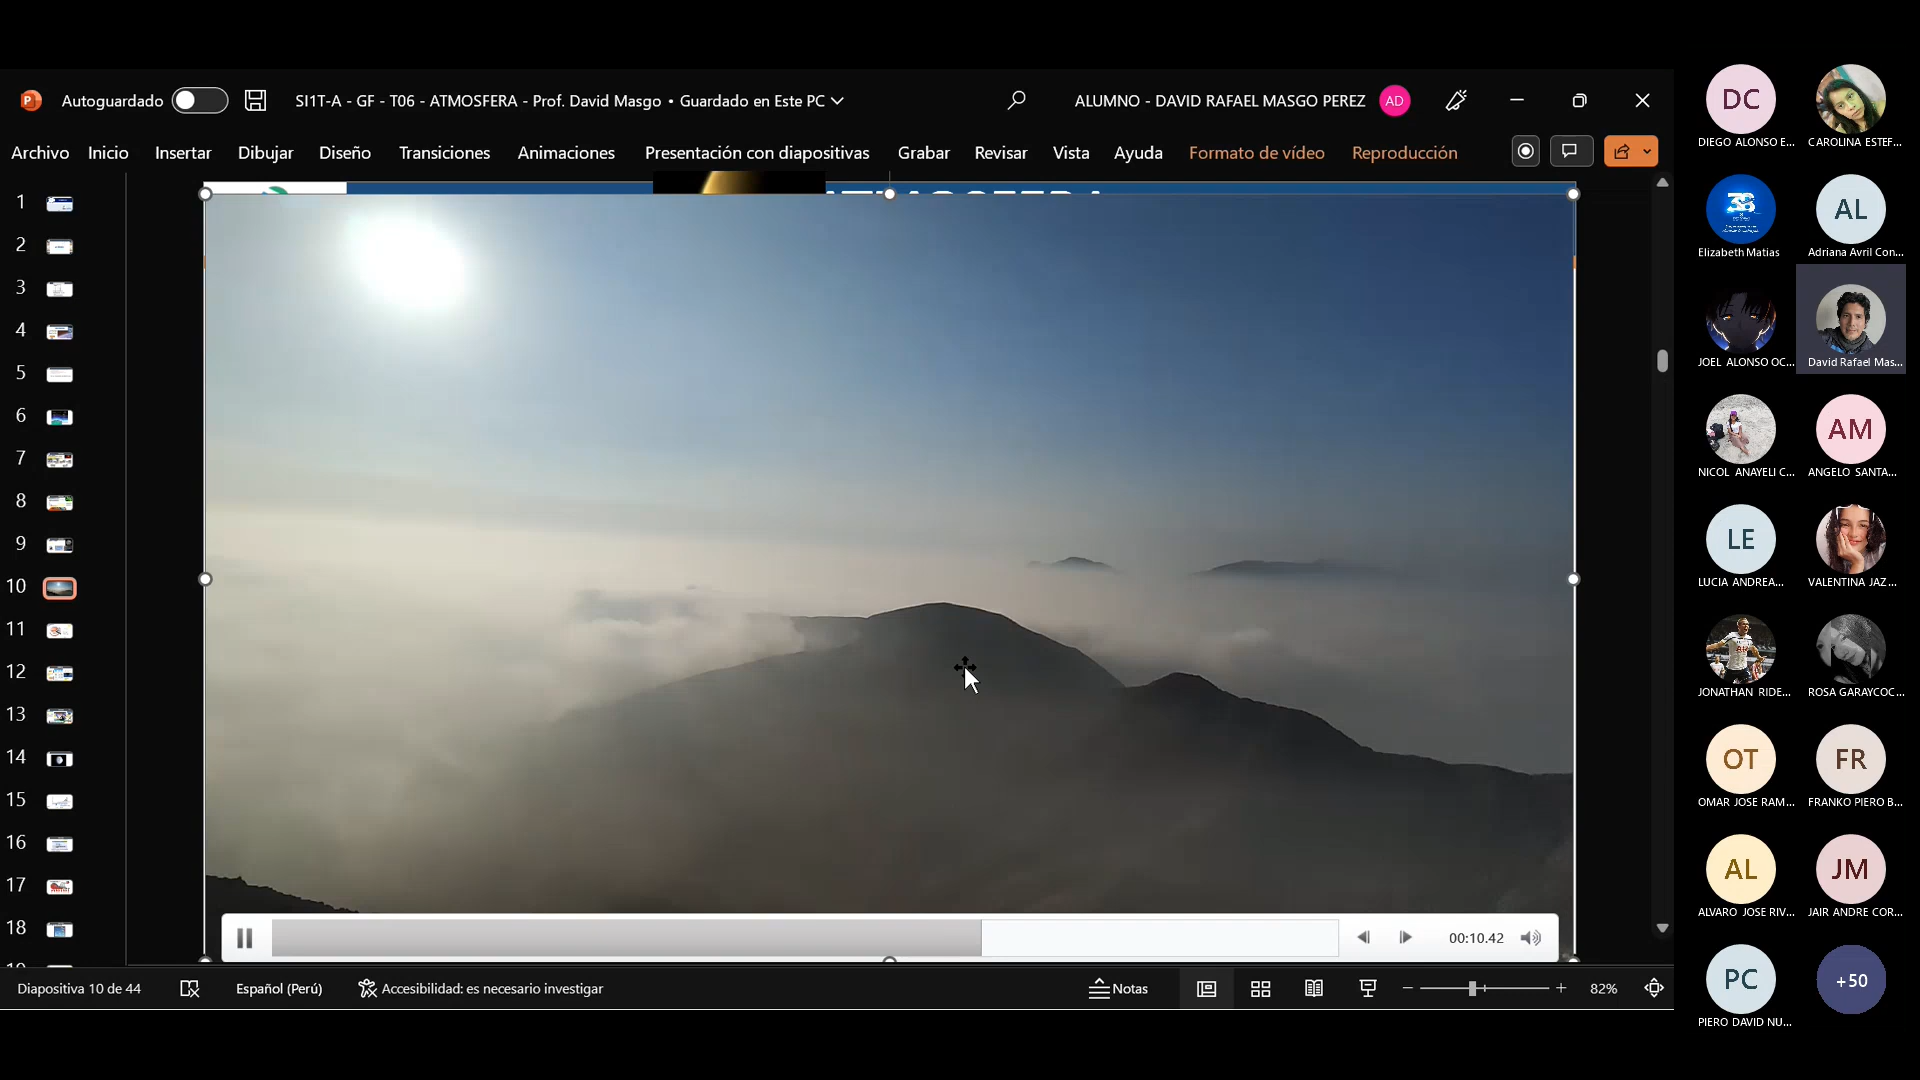 Autoguardado
SI1T-A - GF - T06 - ATMOSFERA - Prof. David Masgo • Guardado en Este PC
ALUMNO - DAVID RAFAEL MASGO PEREZ
AD
Archivo Inicio Insertar Dibujar Diseño Transiciones Animaciones Presentación con diapositivas Grabar Revisar Vista Ayuda Formato de vídeo Reproducción
1
2
3
4
5
6
7
8
9
10
11
12
13
14
15
16
17
18
00:10.42
Diapositiva 10 de 44
Español (Perú)
Accesibilidad: es necesario investigar
Notas
82%
DC
DIEGO ALONSO E...
CAROLINA ESTEF...
38
Elizabeth Matias
AL
Adriana Avril Con...
JOEL ALONSO OC...
David Rafael Mas...
NICOL ANAYELI C...
AM
ANGELO SANTA...
LE
LUCIA ANDREA...
VALENTINA JAZ...
JONATHAN RIDE...
ROSA GARAYCOC...
OT
OMAR JOSE RAM...
FR
FRANKO PIERO B...
AL
ALVARO JOSE RIV...
JM
JAIR ANDRE COR...
PC
PIERO DAVID NU...
+50